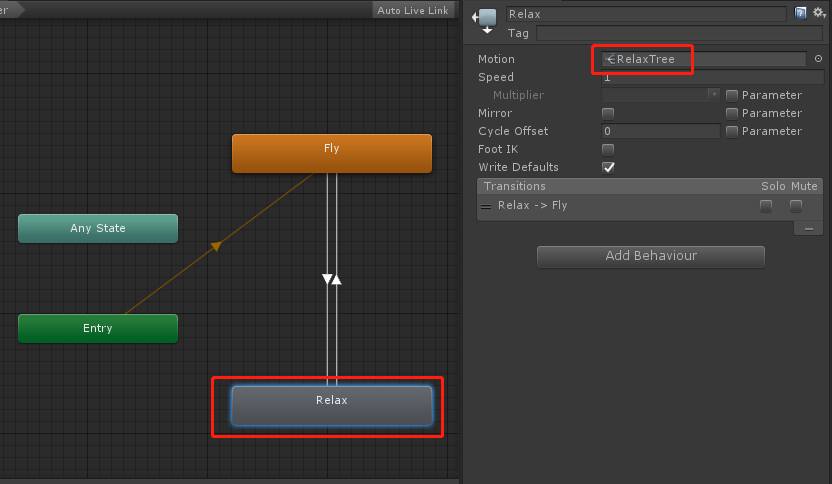 er
Auto Live Link
Fly
Any State
Entry
Relax
Relax
Tag
Motion
RelaxTree
Speed
1
Multiplier
Parameter
Mirror
Parameter
Cycle Offset
0
Parameter
Foot IK
Write Defaults
Transitions
Solo Mute
Relax -> Fly
Add Behaviour